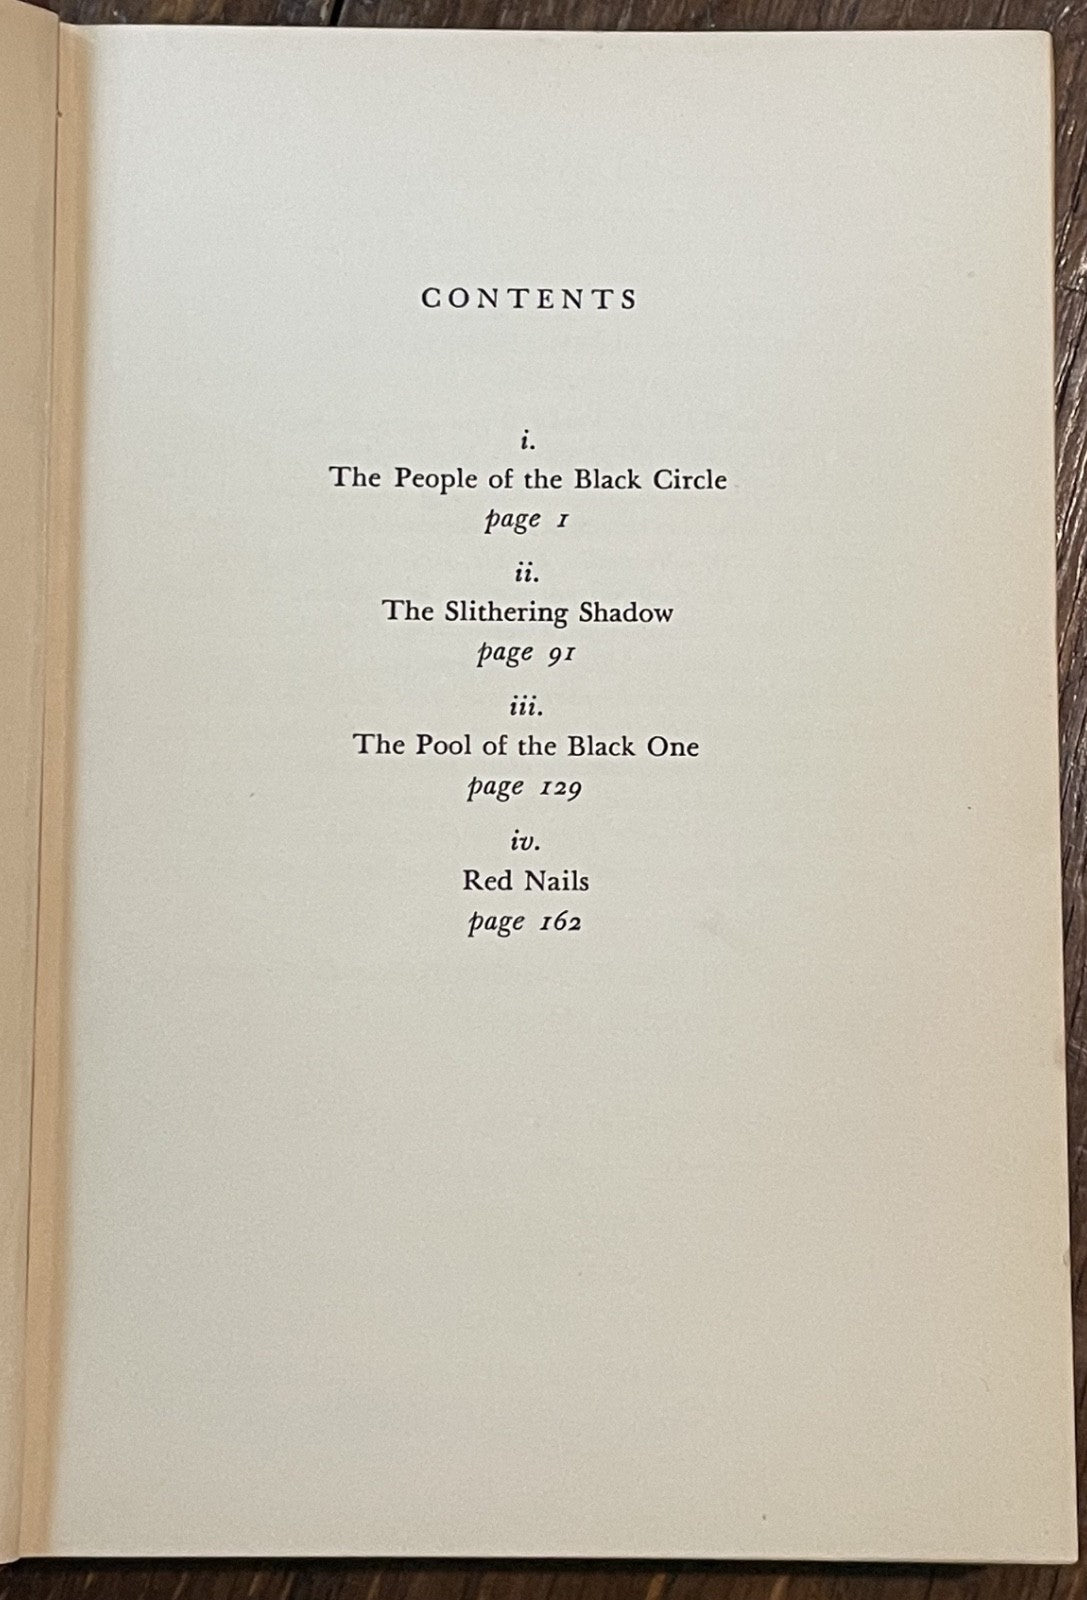 CONTENTS
i.
The People of the Black Circle
page 1
ii.
The Slithering Shadow
page 91
iii.
The Pool of the Black One
page 129
iv.
Red Nails
page 162